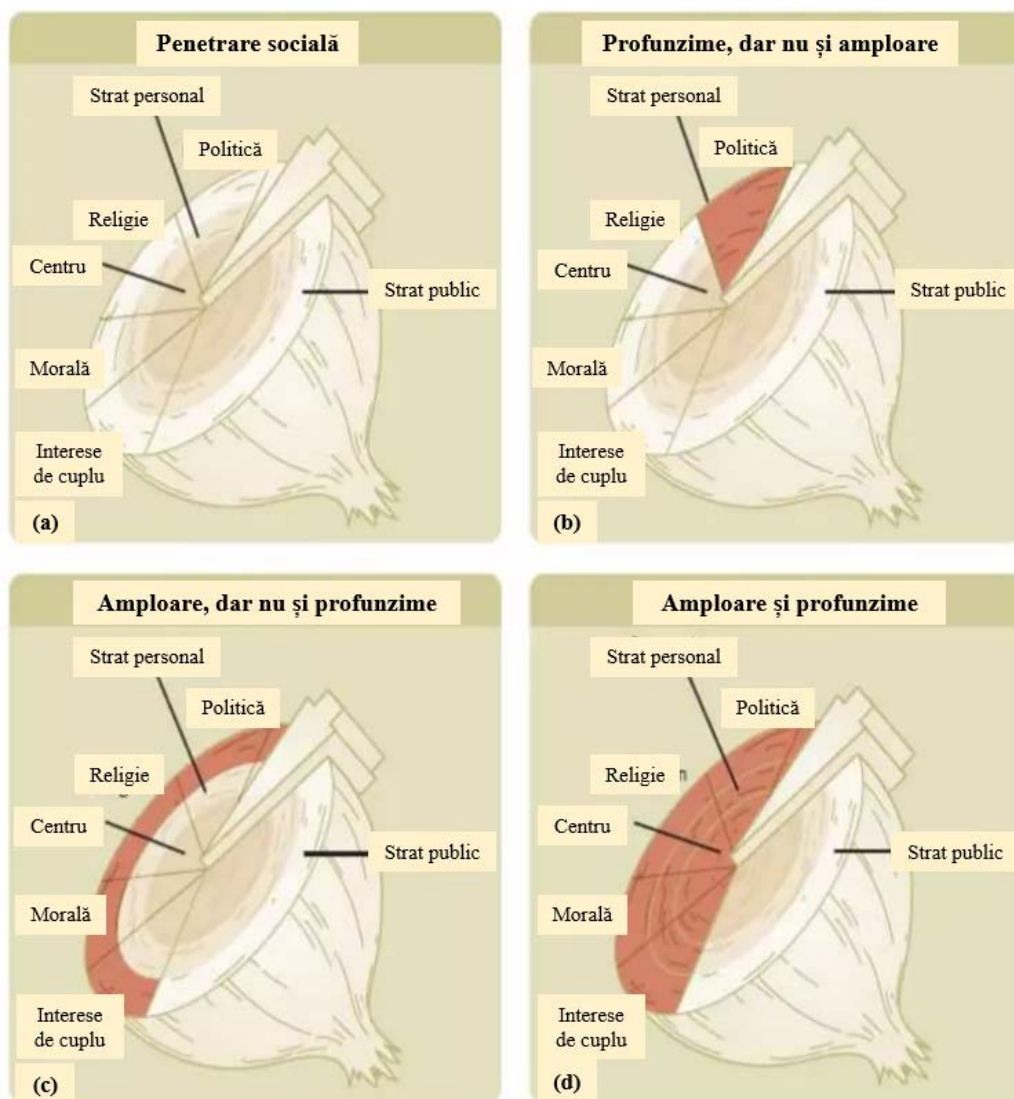 Penetrare socială
Strat personal
Politică
Religie
Centru
Strat public
Morală
Interese
de cuplu
(a)
Profunzime, dar nu și amploare
Strat personal
Politică
Religie
Centru
Strat public
Morală
Interese
de cuplu
(b)
Amploare, dar nu și profunzime
Strat personal
Politică
Religie
Centru
Strat public
Morală
Interese
de cuplu
(c)
Amploare și profunzime
Strat personal
Politică
Religie
Centru
Strat public
Morală
Interese
de cuplu
(d)